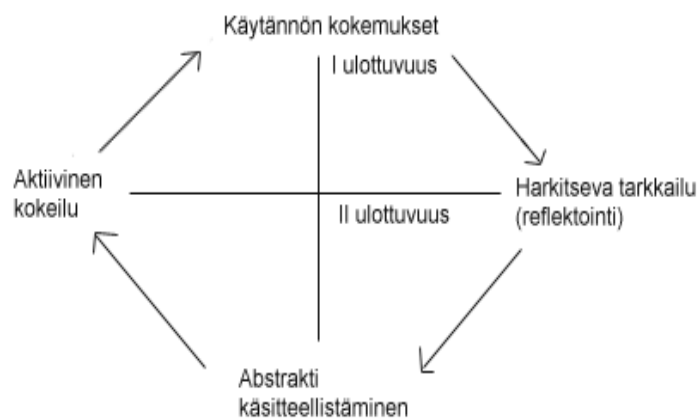 Käytännön kokemukset
I ulottuvuus
Aktiivinen
kokeilu
Harkitseva tarkkailu
(reflektointi)
II ulottuvuus
Abstrakti
käsitteellistäminen